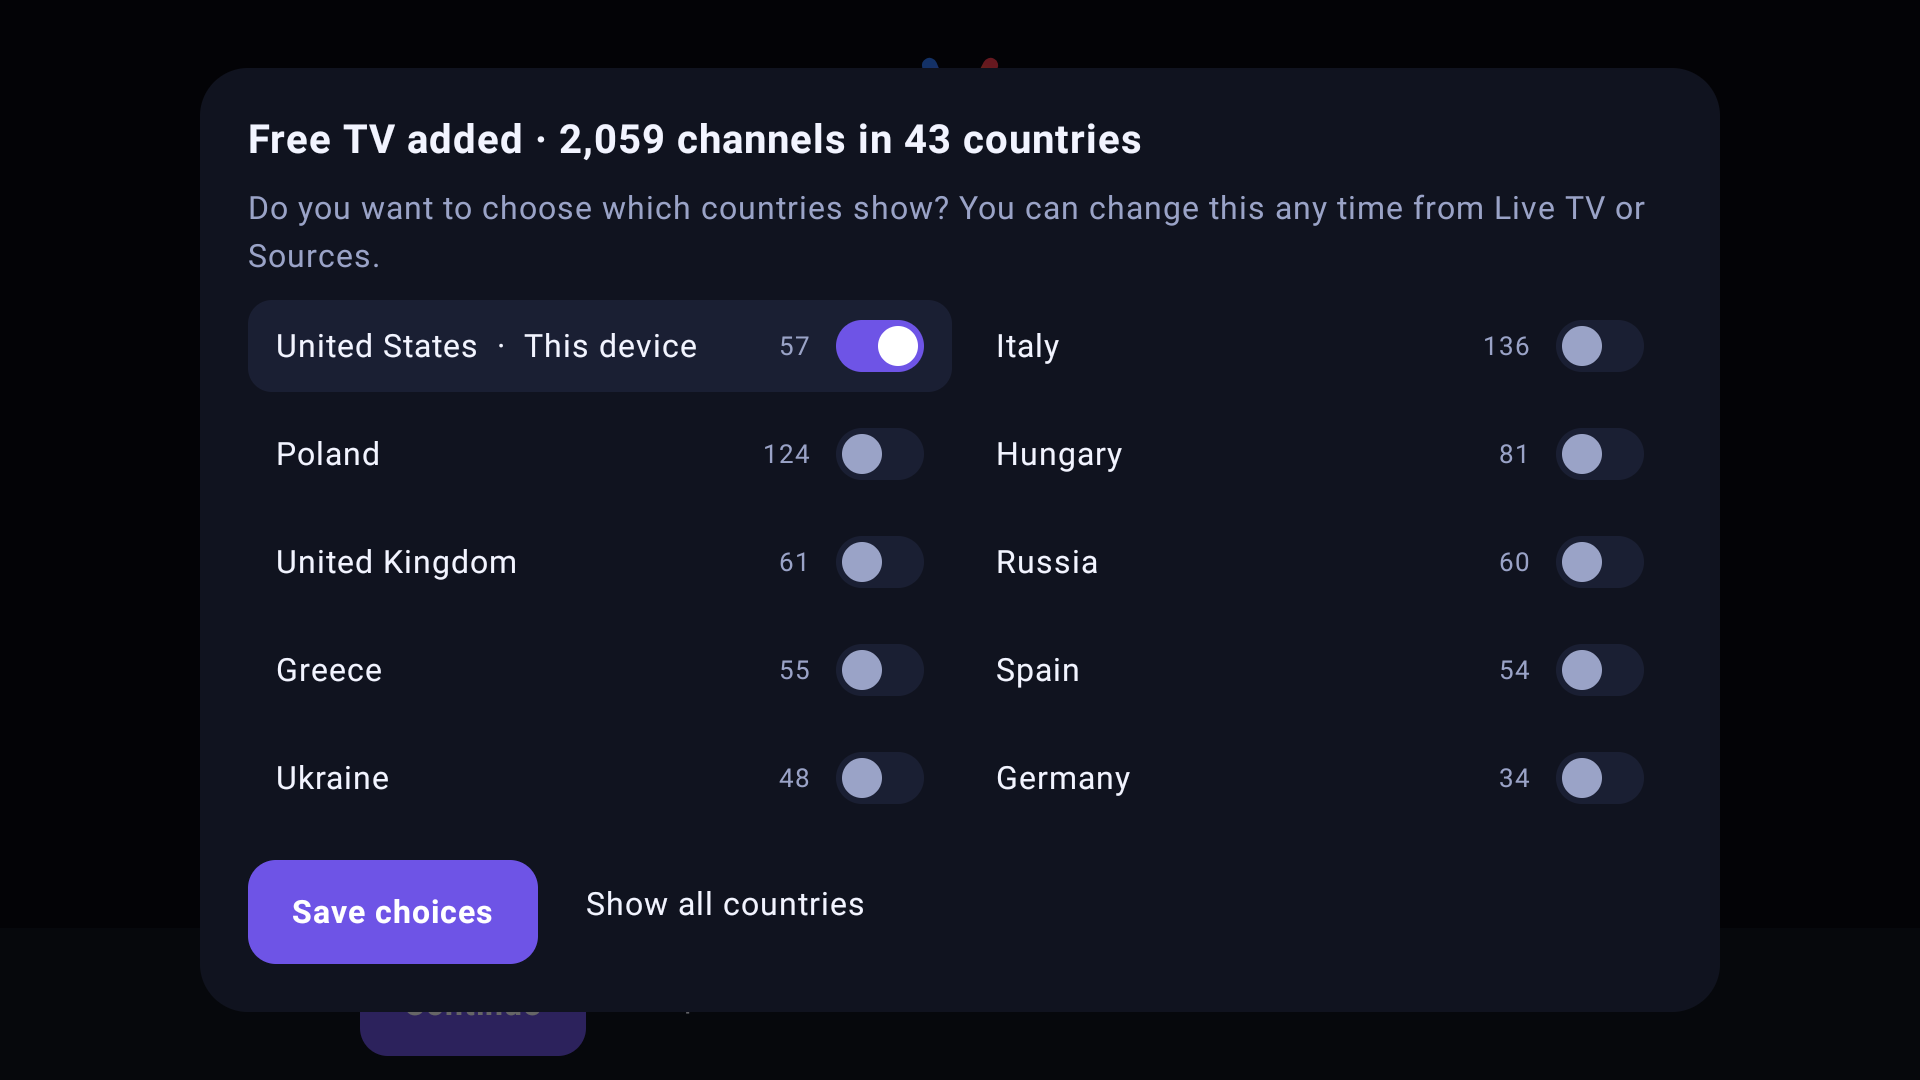 Free TV added · 2,059 channels in 43 countries
Do you want to choose which countries show? You can change this any time from Live TV or
Sources.
United States · This device 57
Italy 136
Poland 124
Hungary 81
United Kingdom 61
Russia 60
Greece 55
Spain 54
Ukraine 48
Germany 34
Save choices
Show all countries